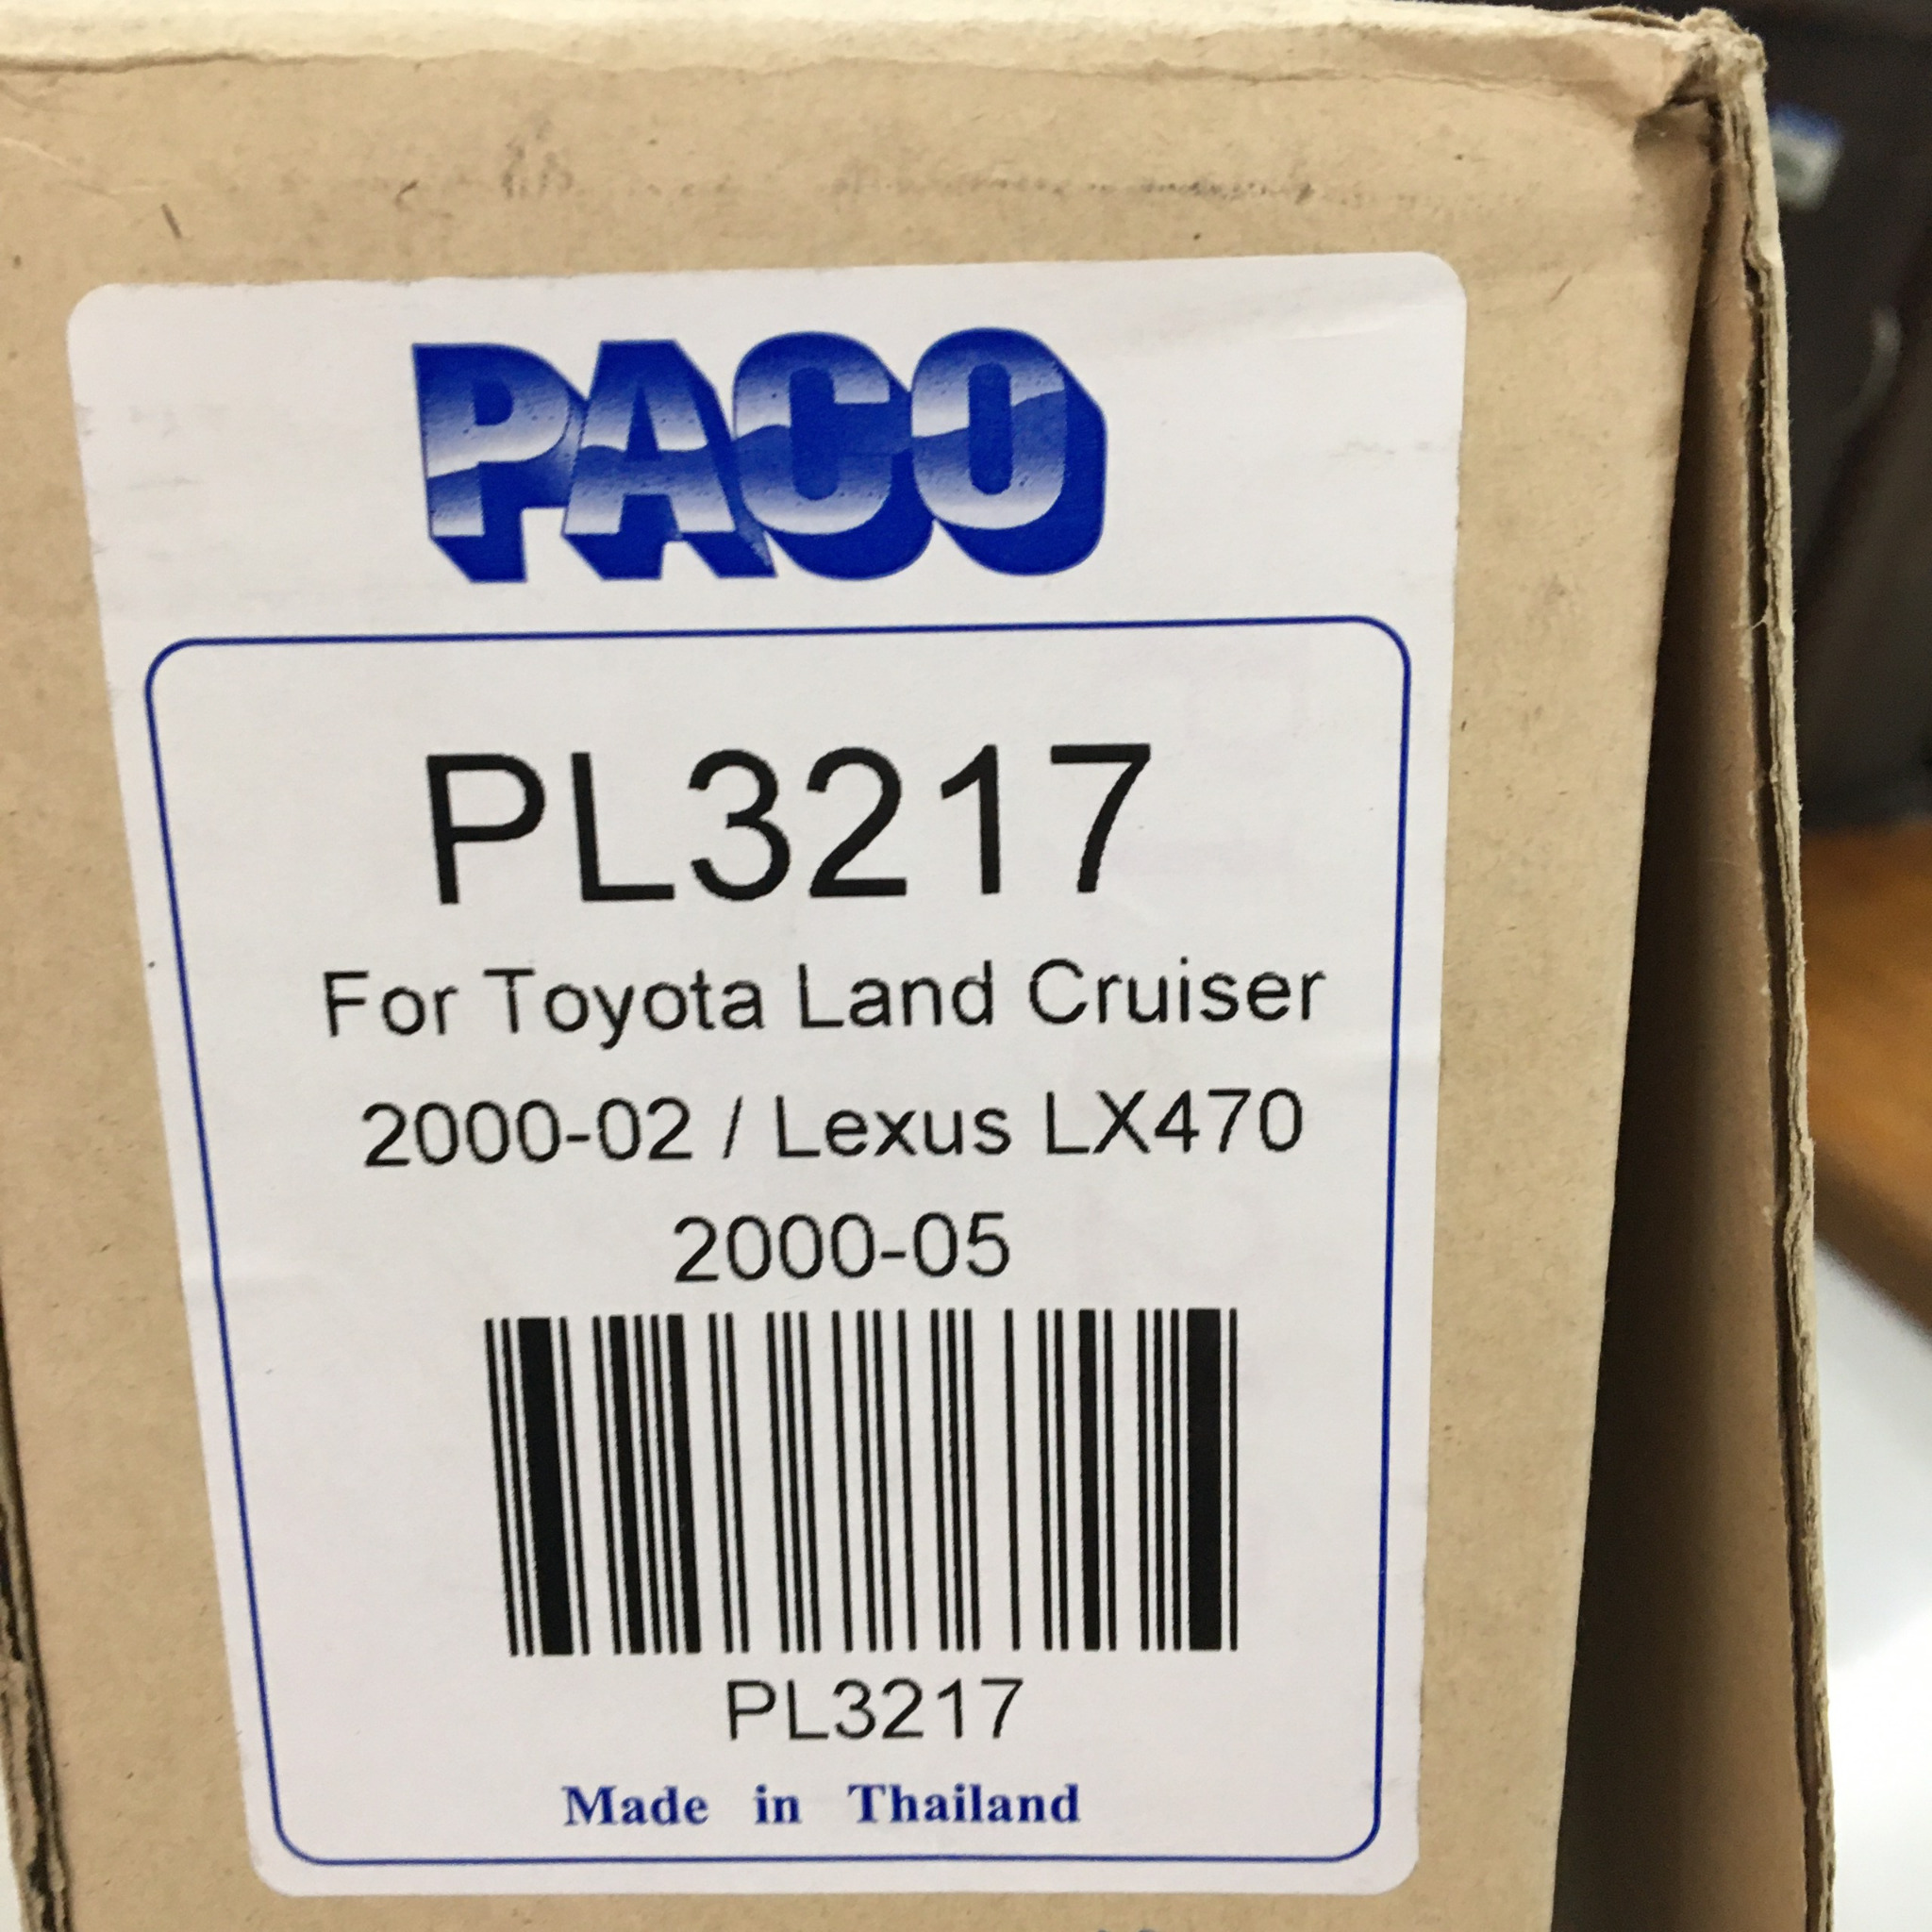 PACO
PL3217
For Toyota Land Cruiser
2000-02 / Lexus LX470
2000-05
PL3217
Made in Thailand